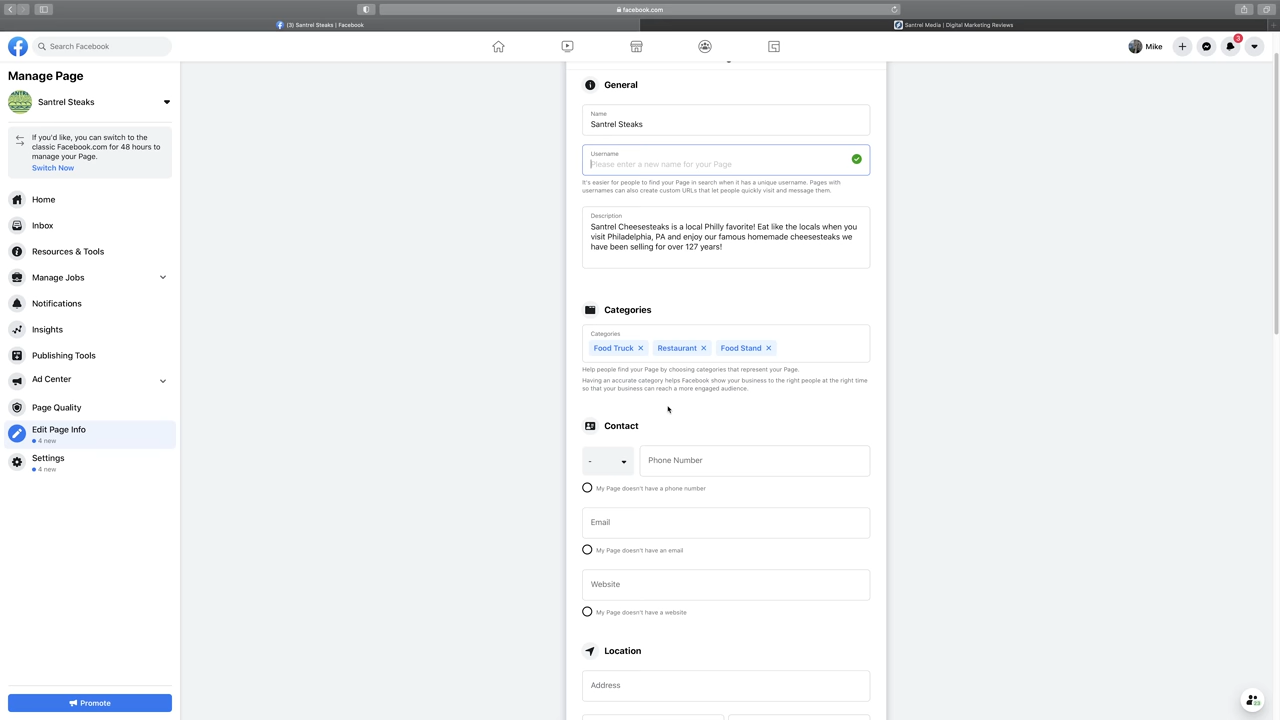 facebook.com
(3) Santrel Steaks | Facebook
Santrel Media | Digital Marketing Reviews
Search Facebook
Mike
3
Manage Page
Santrel Steaks
If you'd like, you can switch to the
classic Facebook.com for 48 hours to
manage your Page.
Switch Now
Home
Inbox
Resources & Tools
Manage Jobs
Notifications
Insights
Publishing Tools
Ad Center
Page Quality
Edit Page Info
4 new
Settings
4 new
Promote
General
Name
Santrel Steaks
Username
Please enter a new name for your Page
It's easier for people to find your Page in search when it has a unique username. Pages with
usernames can also create custom URLs that let people quickly visit and message them.
Description
Santrel Cheesesteaks is a local Philly favorite! Eat like the locals when you
visit Philadelphia, PA and enjoy our famous homemade cheesesteaks we
have been selling for over 127 years!
Categories
Categories
Food Truck
Restaurant
Food Stand
Help people find your Page by choosing categories that represent your Page.
Having an accurate category helps Facebook show your business to the right people at the right time
so that your business can reach a more engaged audience.
Contact
-
Phone Number
My Page doesn't have a phone number
Email
My Page doesn't have an email
Website
My Page doesn't have a website
Location
Address